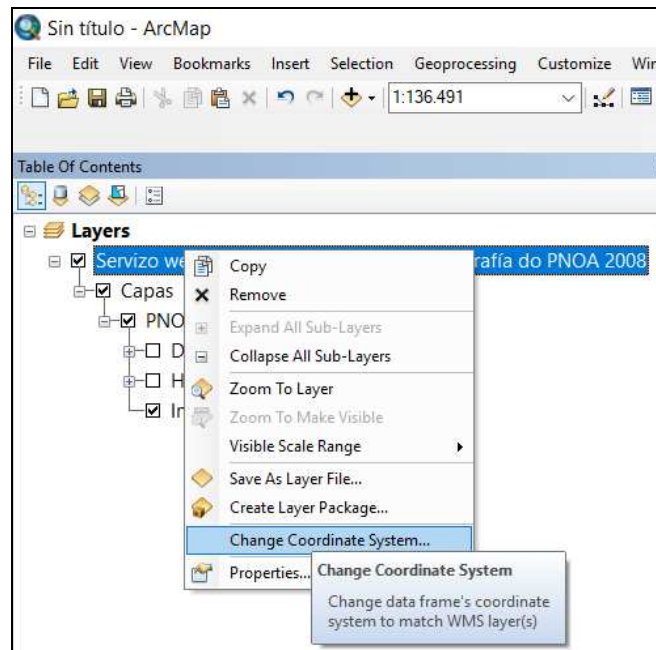 Sin título - ArcMap
File Edit View Bookmarks Insert Selection Geoprocessing Customize
1:136.491
Table Of Contents
Layers
Servizo rafía do PNOA 2008
Capas
Copy
Remove
Expand All Sub-Layers
Collapse All Sub-Layers
Zoom To Layer
Zoom To Make Visible
Visible Scale Range
Save As Layer File...
Create Layer Package...
Change Coordinate System...
Properties...
Change Coordinate System
Change data frame's coordinate
system to match WMS layer(s)